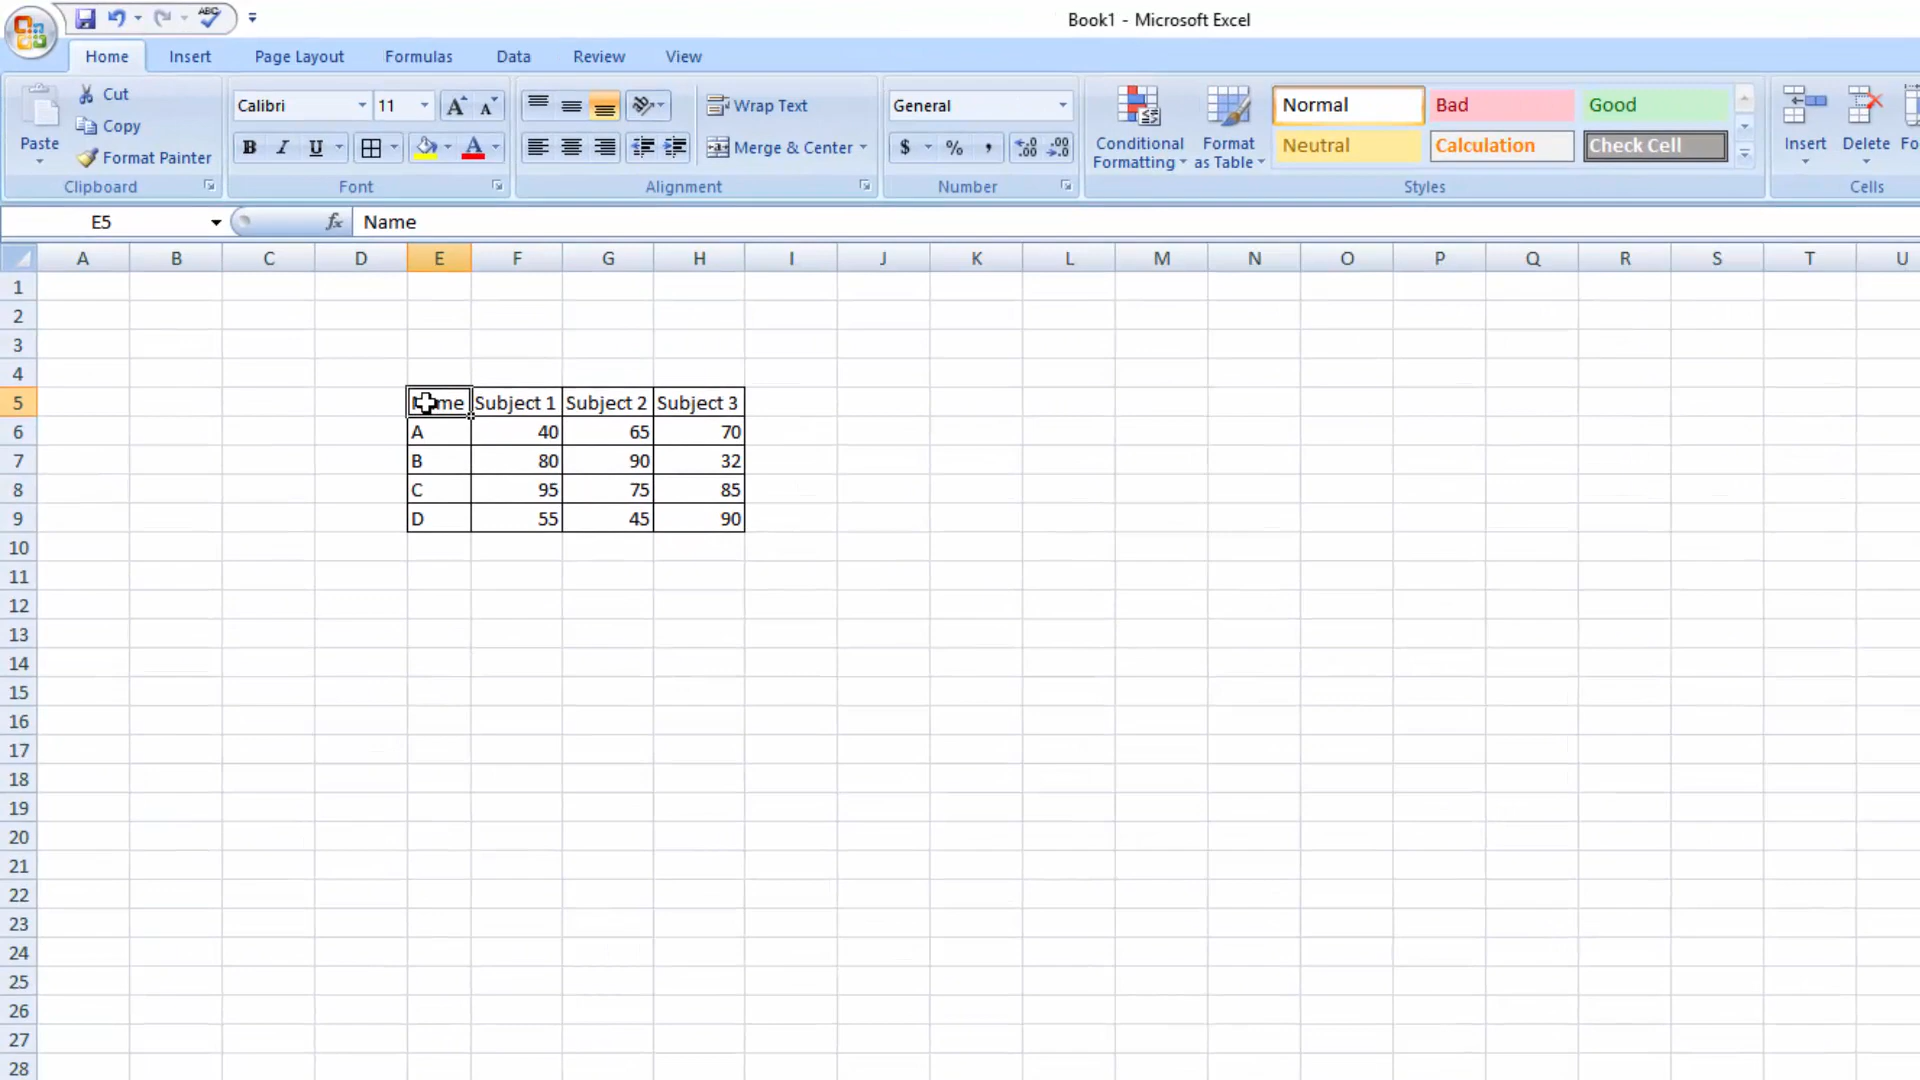 Book1 - Microsoft Excel
Home Insert Page Layout Formulas Data Review View
Paste
Cut
Copy
Format Painter
Clipboard
Calibri 11
B I U A
Font
Wrap Text
Merge & Center
Alignment
General
$ % ,
Number
Conditional Formatting
Format as Table
Normal Bad Good
Neutral Calculation Check Cell
Styles
Insert Delete
Cells
E5 fx Name
A B C D E F G H I J K L M N O P Q R S T U
1
2
3
4
5 Subject 1 Subject 2 Subject 3
6 A 40 65 70
7 B 80 90 32
8 C 95 75 85
9 D 55 45 90
10
11
12
13
14
15
16
17
18
19
20
21
22
23
24
25
26
27
28